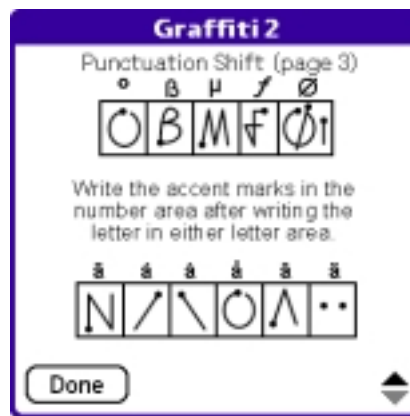 Graffiti 2
Punctuation Shift (page 3)
° ß µ ƒ Ø
Write the accent marks in the
number area after writing the
letter in either letter area.
Done